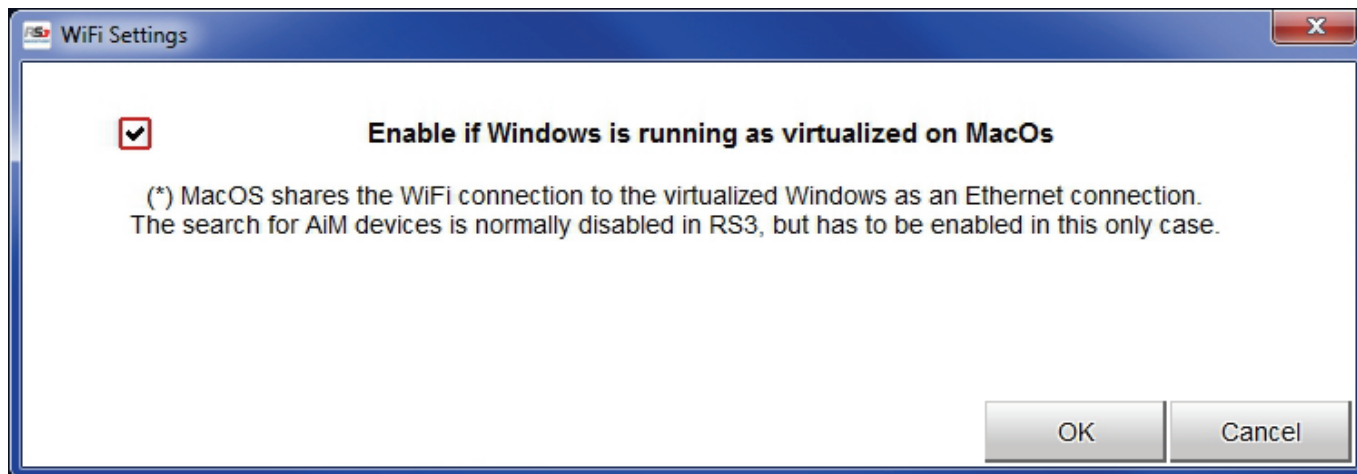 RS3
WiFi Settings
Enable if Windows is running as virtualized on MacOs
(*) MacOS shares the WiFi connection to the virtualized Windows as an Ethernet connection.
The search for AiM devices is normally disabled in RS3, but has to be enabled in this only case.
OK
Cancel